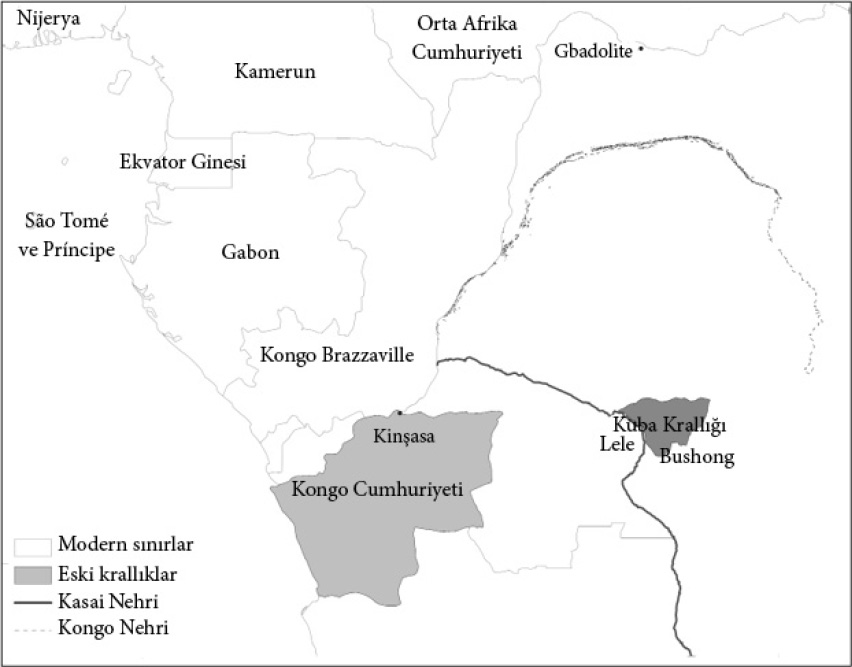 Nijerya
Orta Afrika
Cumhuriyeti
Gbadolite
Kamerun
Ekvator Ginesi
São Tomé
ve Príncipe
Gabon
Kongo Brazzaville
Kinşasa
Kuba Krallığı
Lele
Bushong
Kongo Cumhuriyeti
Modern sınırlar
Eski krallıklar
Kasai Nehri
Kongo Nehri